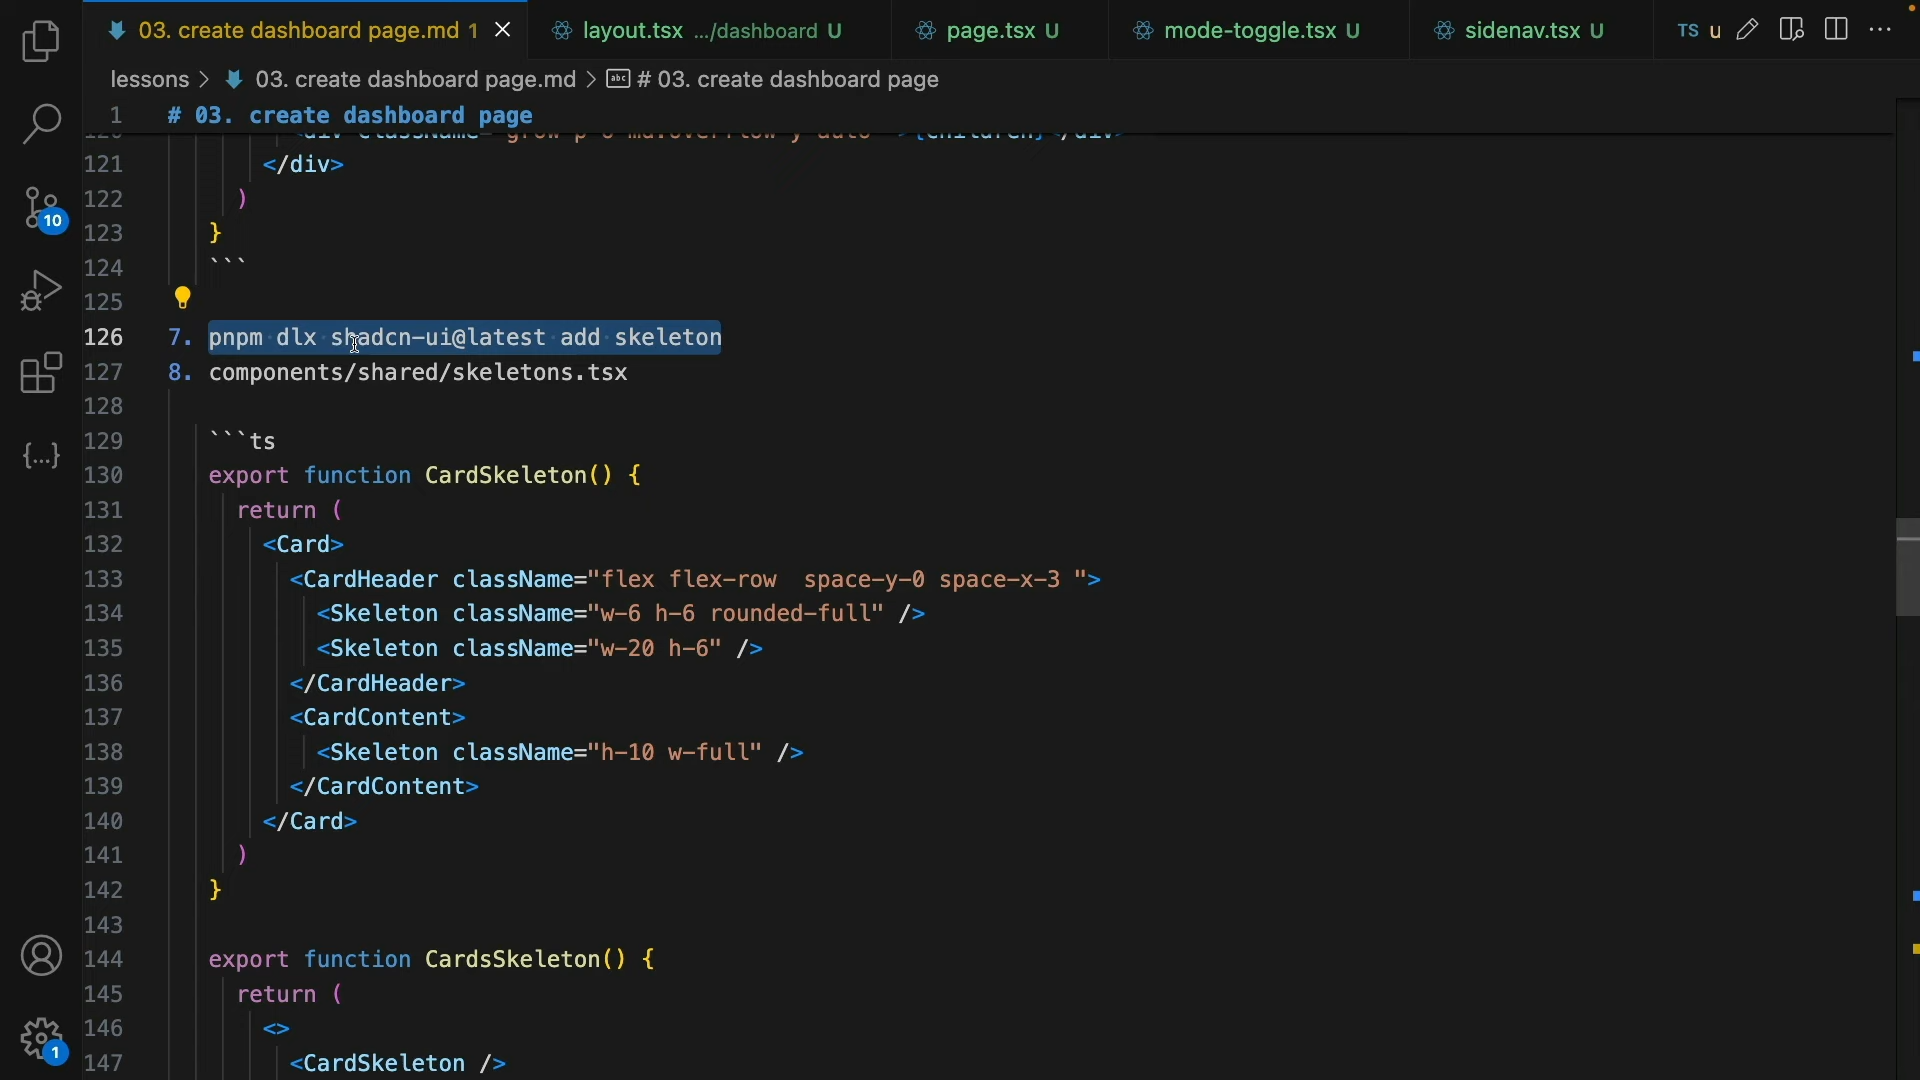 03. create dashboard page.md 1
layout.tsx .../dashboard U
page.tsx U
mode-toggle.tsx U
sidenav.tsx U
TS u
lessons > 03. create dashboard page.md > abc # 03. create dashboard page
1 # 03. create dashboard page
121 </div>
122 )
123 }
124 ```
125
126 7. pnpm dlx shadcn-ui@latest add skeleton
127 8. components/shared/skeletons.tsx
128
129 ```ts
130 export function CardSkeleton() {
131 return (
132 <Card>
133 <CardHeader className="flex flex-row  space-y-0 space-x-3 ">
134 <Skeleton className="w-6 h-6 rounded-full" />
135 <Skeleton className="w-20 h-6" />
136 </CardHeader>
137 <CardContent>
138 <Skeleton className="h-10 w-full" />
139 </CardContent>
140 </Card>
141 )
142 }
143
144 export function CardsSkeleton() {
145 return (
146 <>
147 <CardSkeleton />
10
{...}
1